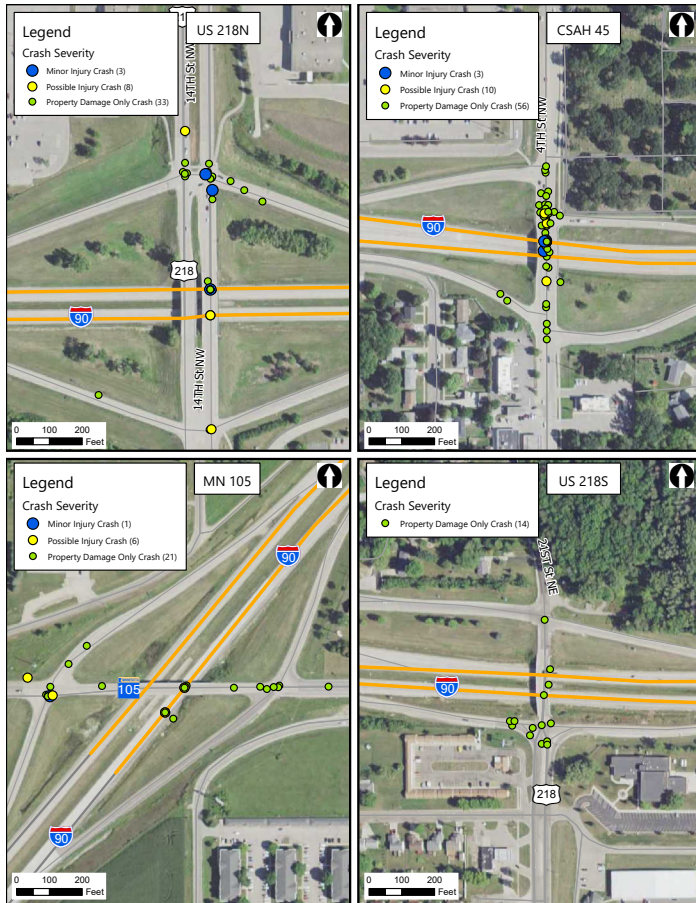 Legend
US 218N
Crash Severity
Minor Injury Crash (3)
Possible Injury Crash (8)
Property Damage Only Crash (33)
14TH St NW
218
90
14TH St NW
0 100 200
Feet
Legend
CSAH 45
Crash Severity
Minor Injury Crash (3)
Possible Injury Crash (10)
Property Damage Only Crash (56)
4TH St NW
90
0 100 200
Feet
Legend
MN 105
Crash Severity
Minor Injury Crash (1)
Possible Injury Crash (6)
Property Damage Only Crash (21)
90
105
90
0 100 200
Feet
Legend
US 218S
Crash Severity
Property Damage Only Crash (14)
21ST St NE
90
218
0 100 200
Feet